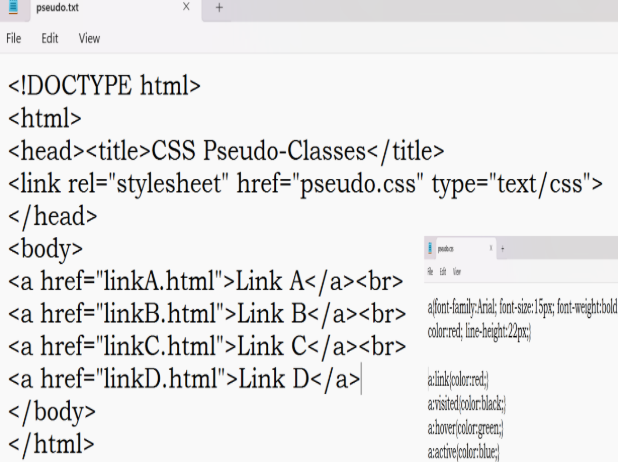 pseudo.txt
File Edit View
<!DOCTYPE html>
<html>
<head><title>CSS Pseudo-Classes</title>
<link rel="stylesheet" href="pseudo.css" type="text/css">
</head>
<body>
<a href="linkA.html">Link A</a><br>
<a href="linkB.html">Link B</a><br>
<a href="linkC.html">Link C</a><br>
<a href="linkD.html">Link D</a>
</body>
</html>
pseudo.css
File Edit View
a{font-family:Arial; font-size:15px; font-weight:bold
color:red; line-height:22px;}
a:link{color:red;}
a:visited{color:black;}
a:hover{color:green;}
a:active{color:blue;}